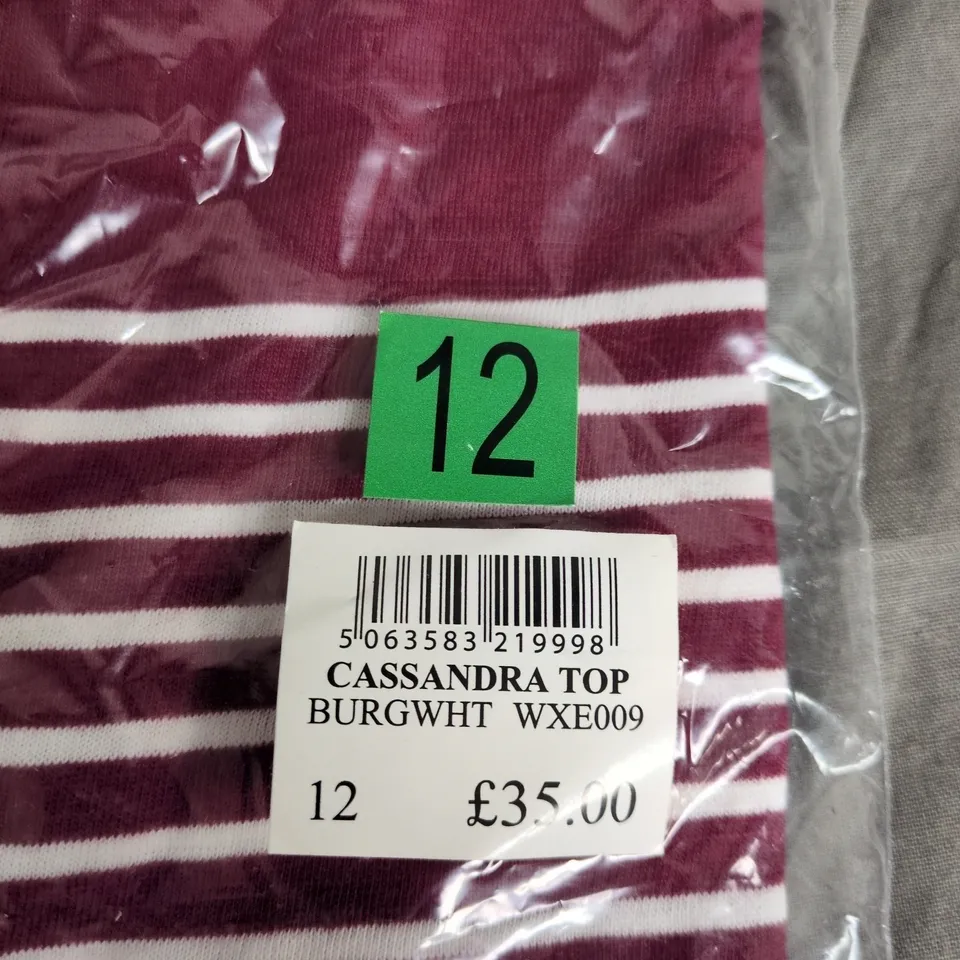 12
5 063583 219998
CASSANDRA TOP
BURGWHT WXE009
12 £35.00